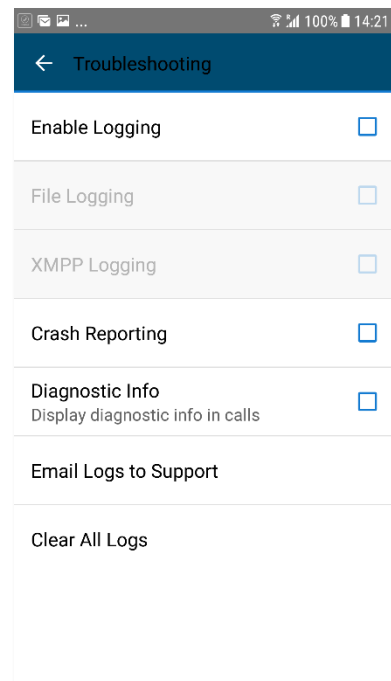 ... 100% 14:21
Troubleshooting
Enable Logging
File Logging
XMPP Logging
Crash Reporting
Diagnostic Info
Display diagnostic info in calls
Email Logs to Support
Clear All Logs